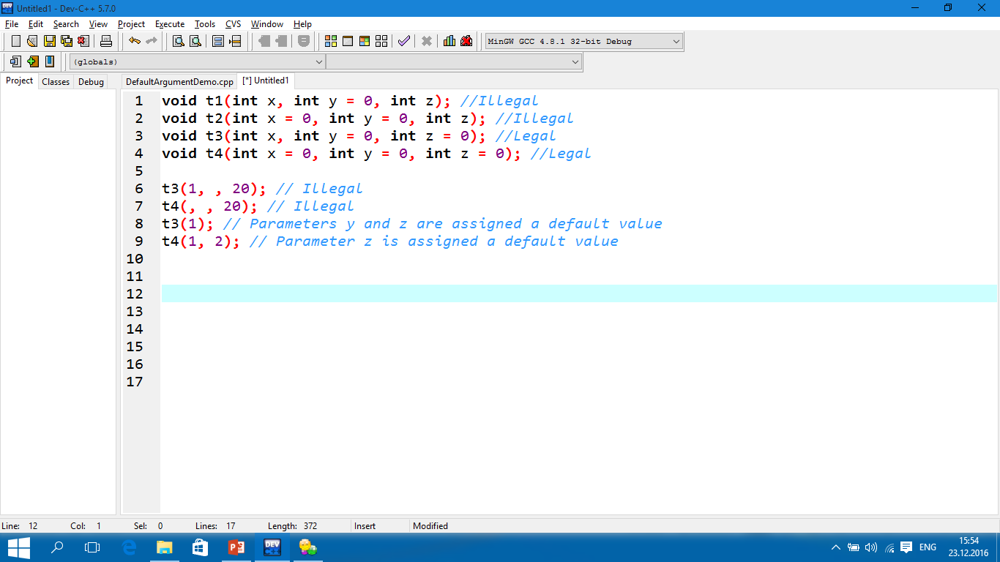 Untitled1 - Dev-C++ 5.7.0
File Edit Search View Project Execute Tools CVS Window Help
MinGW GCC 4.8.1 32-bit Debug
(globals)
Project Classes Debug DefaultArgumentDemo.cpp [*] Untitled1
1 void t1(int x, int y = 0, int z); //Illegal
2 void t2(int x = 0, int y = 0, int z); //Illegal
3 void t3(int x, int y = 0, int z = 0); //Legal
4 void t4(int x = 0, int y = 0, int z = 0); //Legal
5
6 t3(1, , 20); // Illegal
7 t4(, , 20); // Illegal
8 t3(1); // Parameters y and z are assigned a default value
9 t4(1, 2); // Parameter z is assigned a default value
10
11
12
13
14
15
16
17
Line: 12 Col: 1 Sel: 0 Lines: 17 Length: 372 Insert Modified
DEV
ENG
15:54
23.12.2016